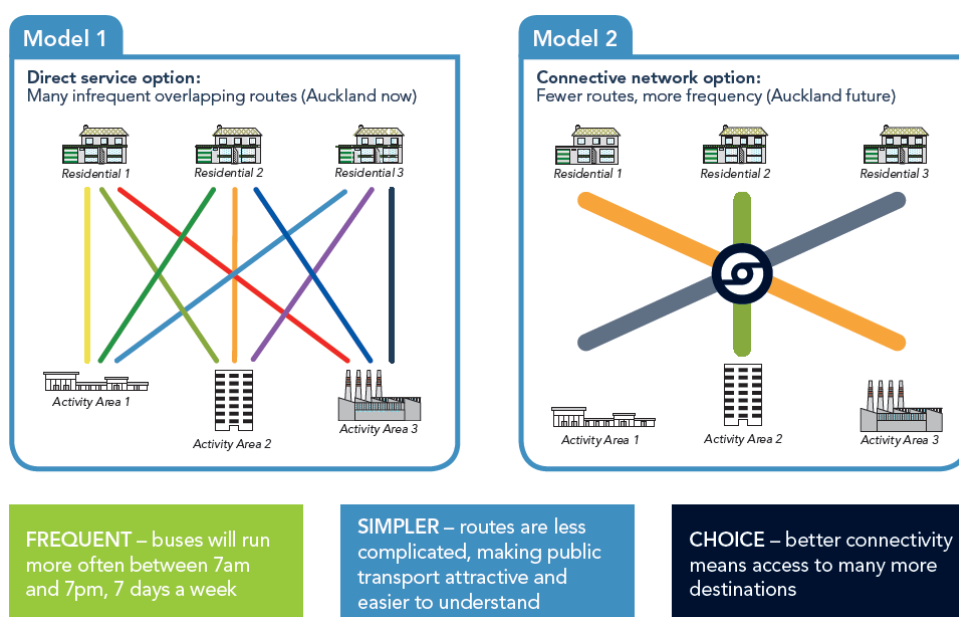 Model 1
Direct service option:
Many infrequent overlapping routes (Auckland now)
Residential 1
Residential 2
Residential 3
Activity Area 1
Activity Area 2
Activity Area 3
Model 2
Connective network option:
Fewer routes, more frequency (Auckland future)
Residential 1
Residential 2
Residential 3
Activity Area 1
Activity Area 2
Activity Area 3
FREQUENT – buses will run
more often between 7am
and 7pm, 7 days a week
SIMPLER – routes are less
complicated, making public
transport attractive and
easier to understand
CHOICE – better connectivity
means access to many more
destinations